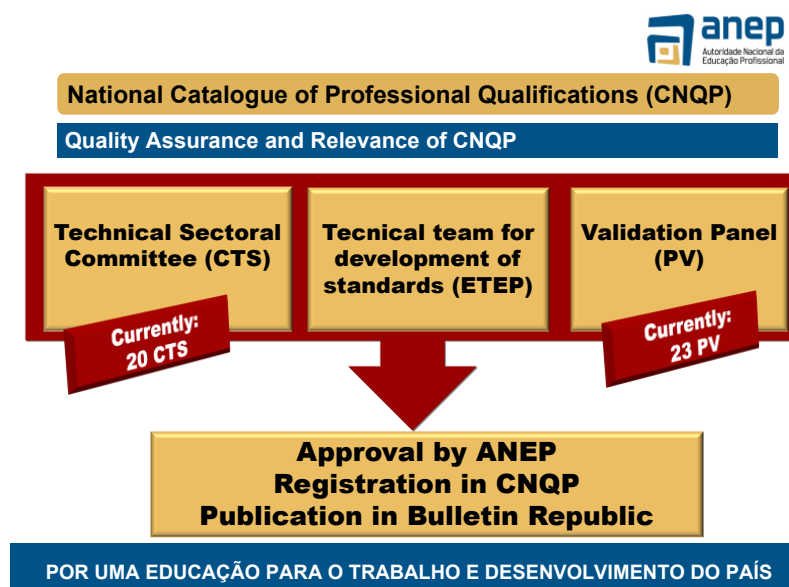 anep
Autoridade Nacional da
Educação Profissional
National Catalogue of Professional Qualifications (CNQP)
Quality Assurance and Relevance of CNQP
Technical Sectoral
Committee (CTS)
Currently:
20 CTS
Tecnical team for
development of
standards (ETEP)
Validation Panel
(PV)
Currently:
23 PV
Approval by ANEP
Registration in CNQP
Publication in Bulletin Republic
POR UMA EDUCAÇÃO PARA O TRABALHO E DESENVOLVIMENTO DO PAÍS